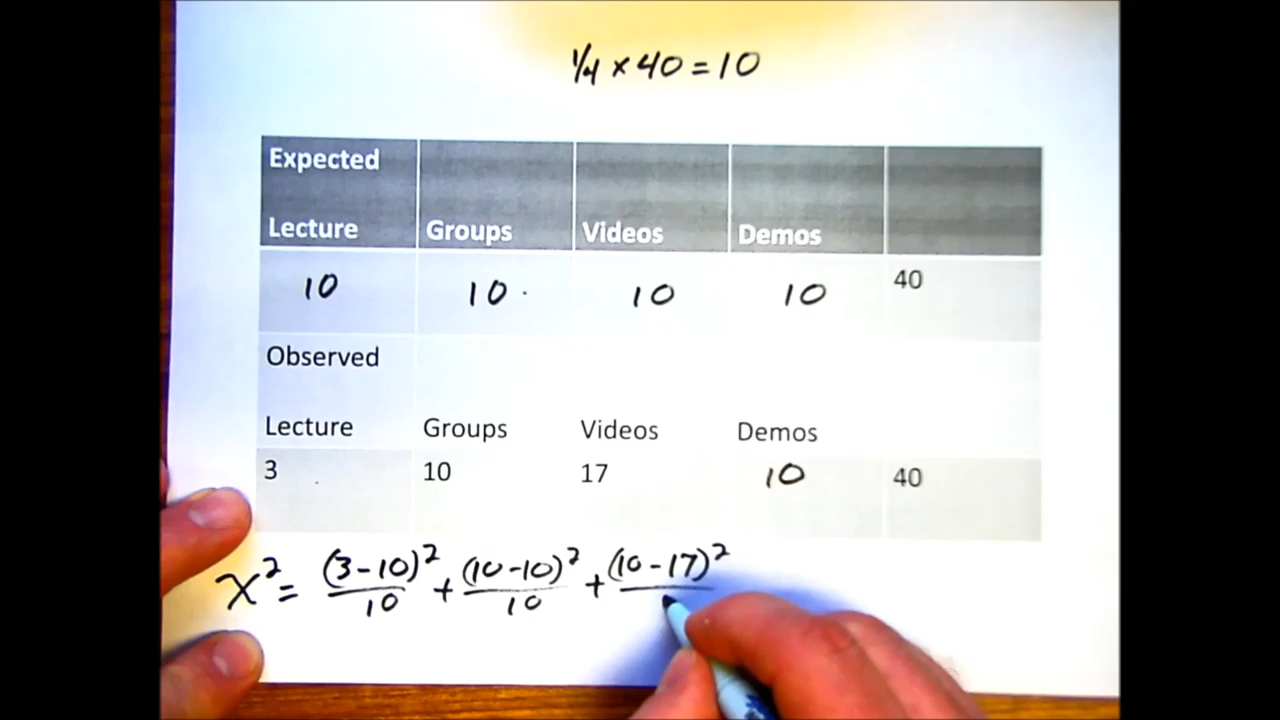 1/4 × 40 = 10
Expected
Lecture Groups Videos Demos
10 10 10 10 40
Observed
Lecture Groups Videos Demos
3 10 17 10 40
χ² = (3-10)²/10 + (10-10)²/10 + (10-17)²